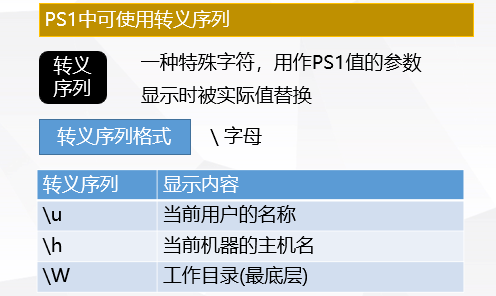 PS1中可使用转义序列
转义
序列
一种特殊字符，用作PS1值的参数
显示时被实际值替换
转义序列格式 \ 字母
转义序列 显示内容
\u 当前用户的名称
\h 当前机器的主机名
\W 工作目录(最底层)